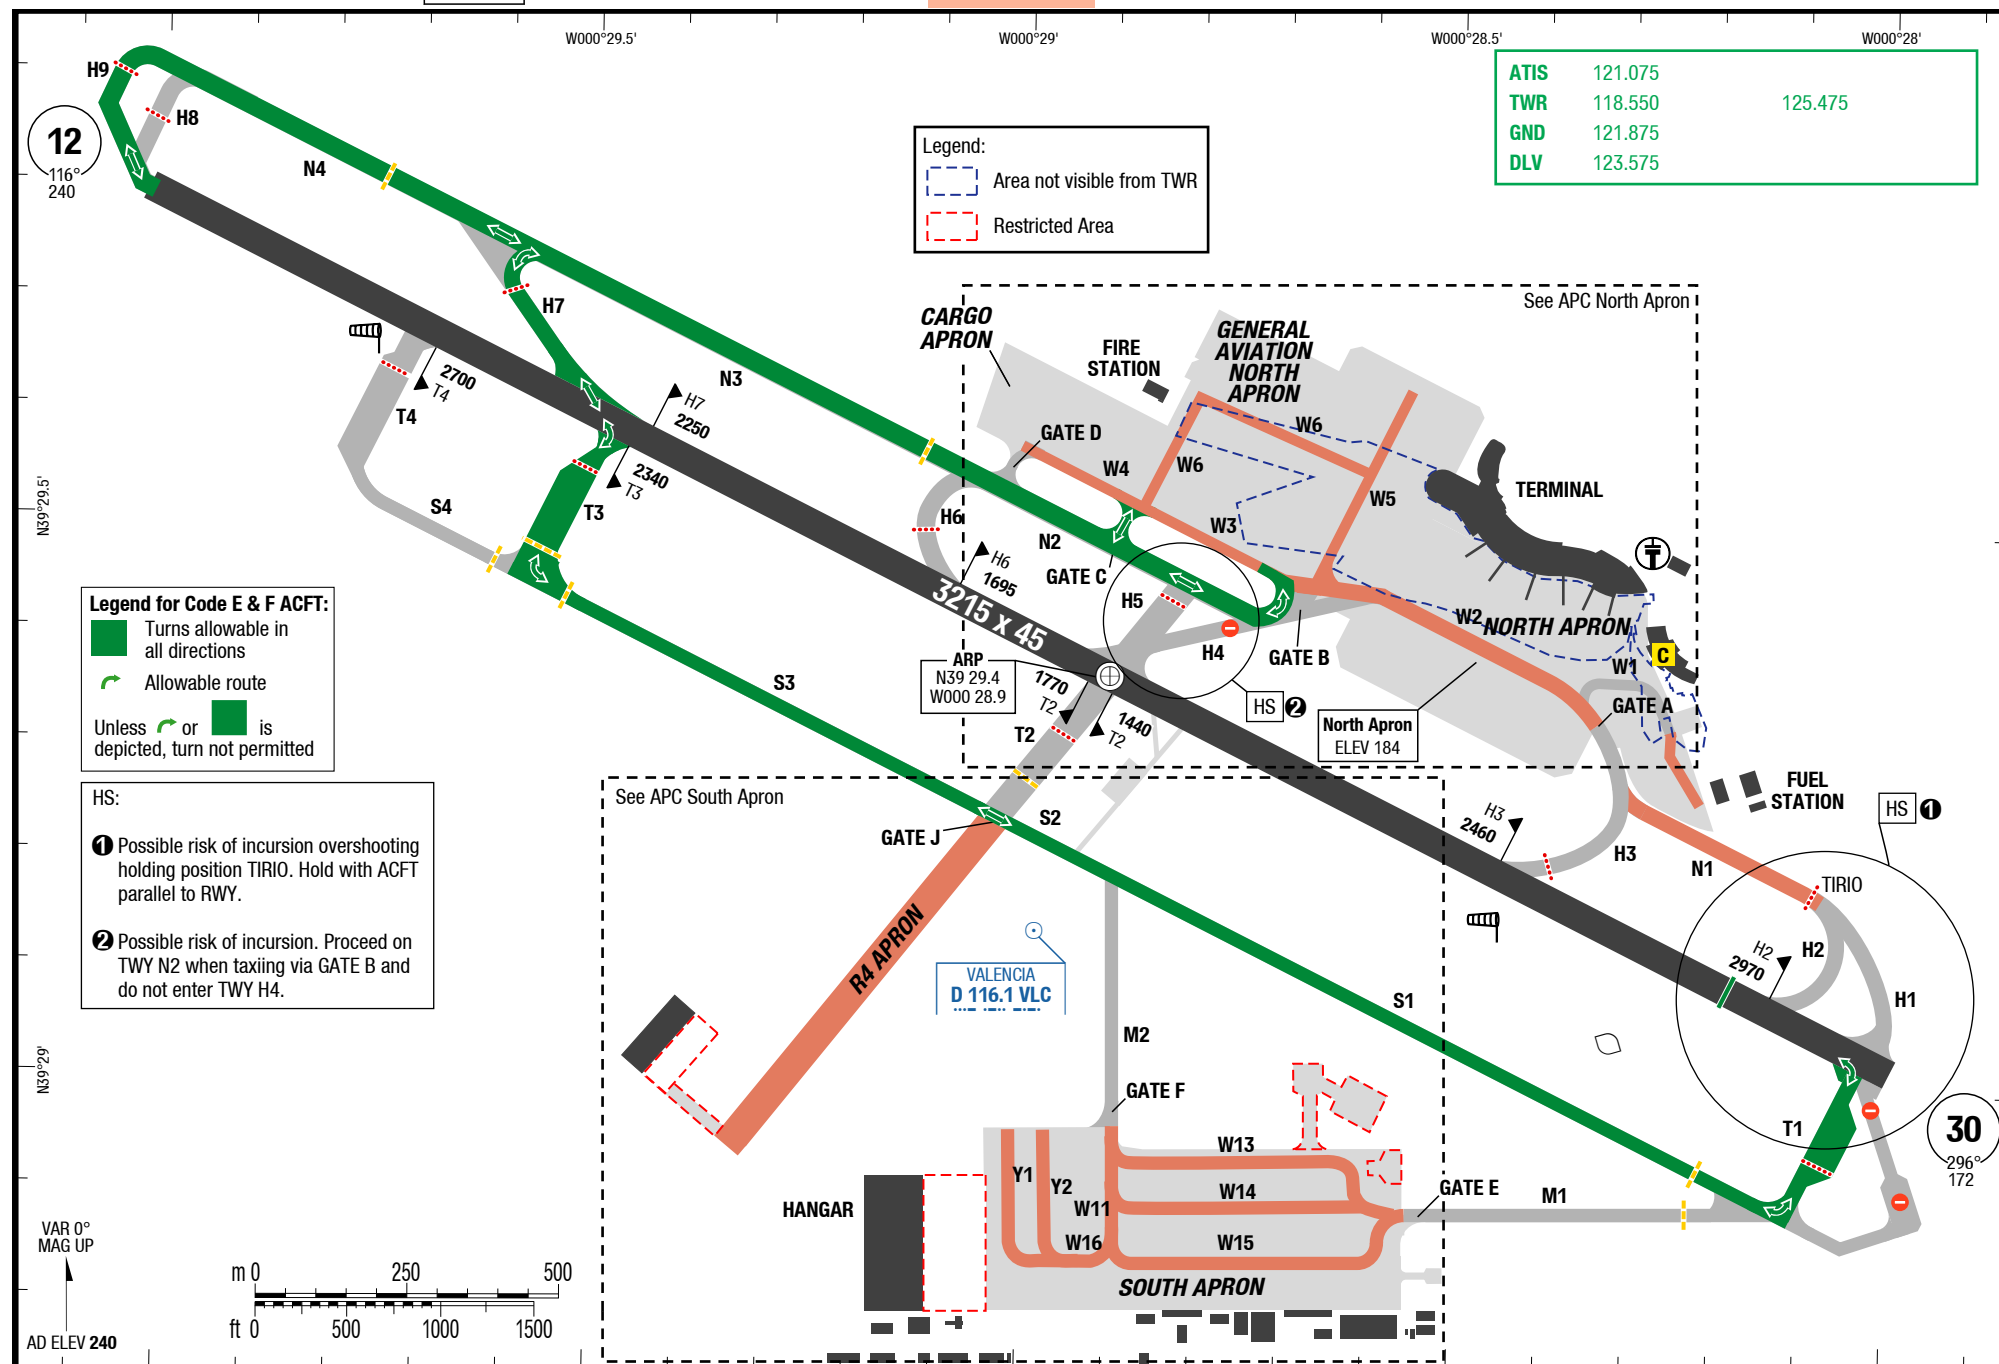 W000°29.5'
W000°29'
W000°28.5'
W000°28'
ATIS 121.075
TWR 118.550 125.475
GND 121.875
DLV 123.575
H9
H8
12
116°
240
N4
Legend:
Area not visible from TWR
Restricted Area
See APC North Apron
H7
CARGO
APRON
FIRE
STATION
GENERAL
AVIATION
NORTH
APRON
N3
2700
T4
T4
H7
2250
W6
GATE D
W4
W6
W5
TERMINAL
2340
T3
T3
S4
N39°29.5'
H6
N2
W3
H6
1695
GATE C
H5
3215 x 45
W2
NORTH APRON
C
W1
H4
GATE B
GATE A
Legend for Code E & F ACFT:
Turns allowable in
all directions
Allowable route
Unless or is
depicted, turn not permitted
ARP
N39 29.4
W000 28.9
1770
T2
1440
T2
T2
HS 2
North Apron
ELEV 184
S3
FUEL
STATION
HS 1
HS:
1 Possible risk of incursion overshooting
holding position TIRIO. Hold with ACFT
parallel to RWY.
2 Possible risk of incursion. Proceed on
TWY N2 when taxiing via GATE B and
do not enter TWY H4.
See APC South Apron
GATE J
S2
H3
2460
H3
N1
TIRIO
H2
2970
H2
H1
R4 APRON
VALENCIA
D 116.1 VLC
S1
M2
N39°29'
GATE F
T1
30
296°
172
W13
Y1
Y2
W14
W11
GATE E
M1
HANGAR
W16
W15
SOUTH APRON
VAR 0°
MAG UP
m 0 250 500
ft 0 500 1000 1500
AD ELEV 240